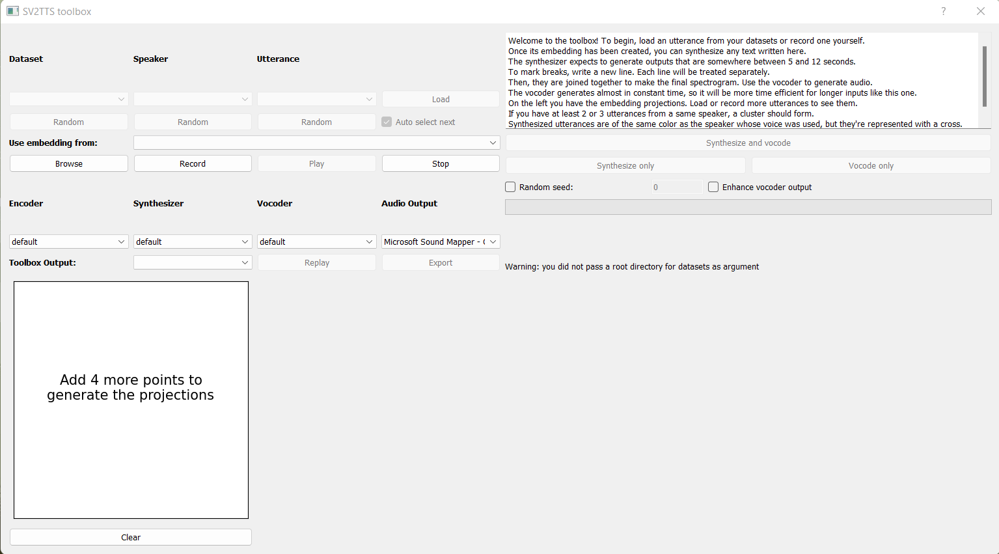 SV2TTS toolbox
?
Dataset
Speaker
Utterance
Load
Random
Random
Random
Auto select next
Use embedding from:
Browse
Record
Play
Stop
Encoder
Synthesizer
Vocoder
Audio Output
default
default
default
Microsoft Sound Mapper -
Toolbox Output:
Replay
Export
Add 4 more points to
generate the projections
Clear
Welcome to the toolbox! To begin, load an utterance from your datasets or record one yourself.
Once its embedding has been created, you can synthesize any text written here.
The synthesizer expects to generate outputs that are somewhere between 5 and 12 seconds.
To mark breaks, write a new line. Each line will be treated separately.
Then, they are joined together to make the final spectrogram. Use the vocoder to generate audio.
The vocoder generates almost in constant time, so it will be more time efficient for longer inputs like this one.
On the left you have the embedding projections. Load or record more utterances to see them.
If you have at least 2 or 3 utterances from a same speaker, a cluster should form.
Synthesized utterances are of the same color as the speaker whose voice was used, but they're represented with a cross.
Synthesize and vocode
Synthesize only
Vocode only
Random seed:
0
Enhance vocoder output
Warning: you did not pass a root directory for datasets as argument